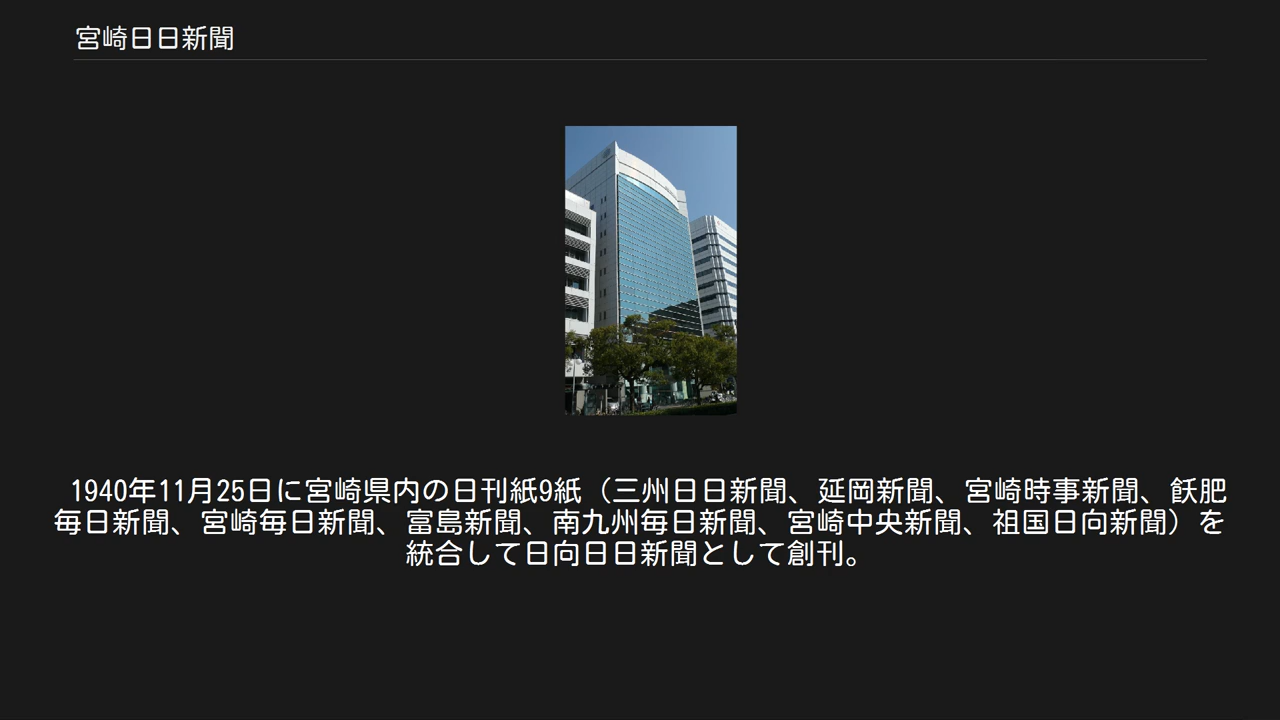 宮崎日日新聞
1940年11月25日に宮崎県内の日刊紙9紙（三州日日新聞、延岡新聞、宮崎時事新聞、飫肥
毎日新聞、宮崎毎日新聞、富島新聞、南九州毎日新聞、宮崎中央新聞、祖国日向新聞）を
統合して日向日日新聞として創刊。